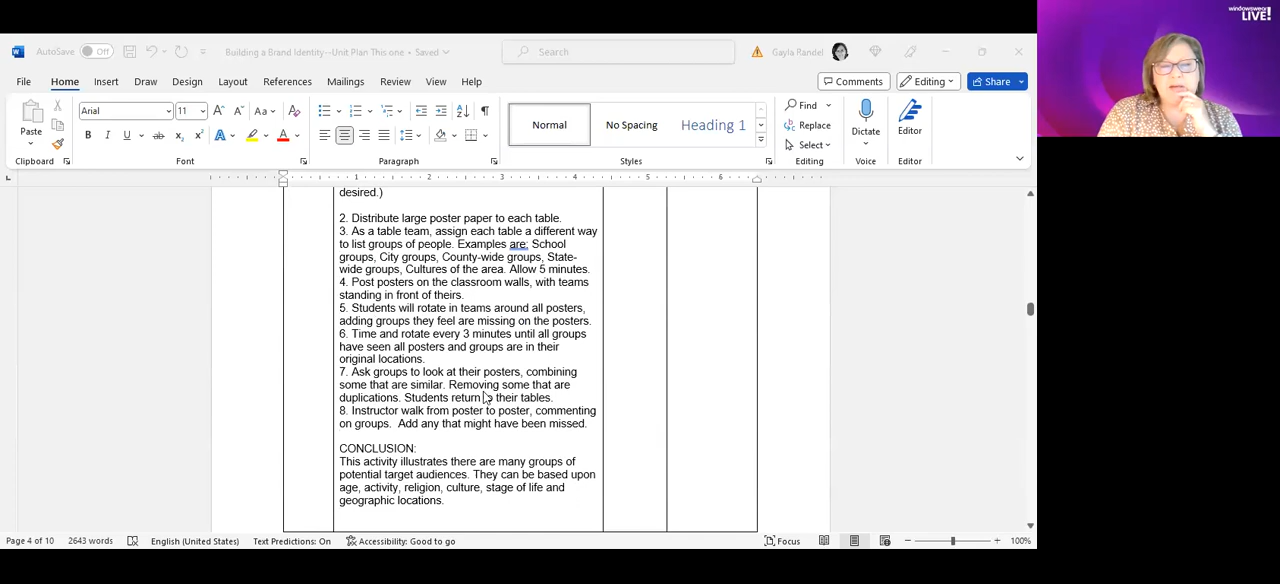 windowswear
LIVE!
AutoSave Off Building a Brand Identity--Unit Plan This one • Saved Search Gayla Randel
File Home Insert Draw Design Layout References Mailings Review View Help Comments Editing Share
Paste
Clipboard
Arial 11
Aa
B I U ab x₂ x² A A
Font
Paragraph
Normal No Spacing Heading 1
Styles
Find
Replace
Select
Editing
Dictate
Voice
Editor
Editor
1 2 3 4 5 6
desired.)
2. Distribute large poster paper to each table.
3. As a table team, assign each table a different way
to list groups of people. Examples are; School
groups, City groups, County-wide groups, State-
wide groups, Cultures of the area. Allow 5 minutes.
4. Post posters on the classroom walls, with teams
standing in front of theirs.
5. Students will rotate in teams around all posters,
adding groups they feel are missing on the posters.
6. Time and rotate every 3 minutes until all groups
have seen all posters and groups are in their
original locations.
7. Ask groups to look at their posters, combining
some that are similar. Removing some that are
duplications. Students return to their tables.
8. Instructor walk from poster to poster, commenting
on groups. Add any that might have been missed.
CONCLUSION:
This activity illustrates there are many groups of
potential target audiences. They can be based upon
age, activity, religion, culture, stage of life and
geographic locations.
Page 4 of 10 2643 words English (United States) Text Predictions: On Accessibility: Good to go Focus 100%